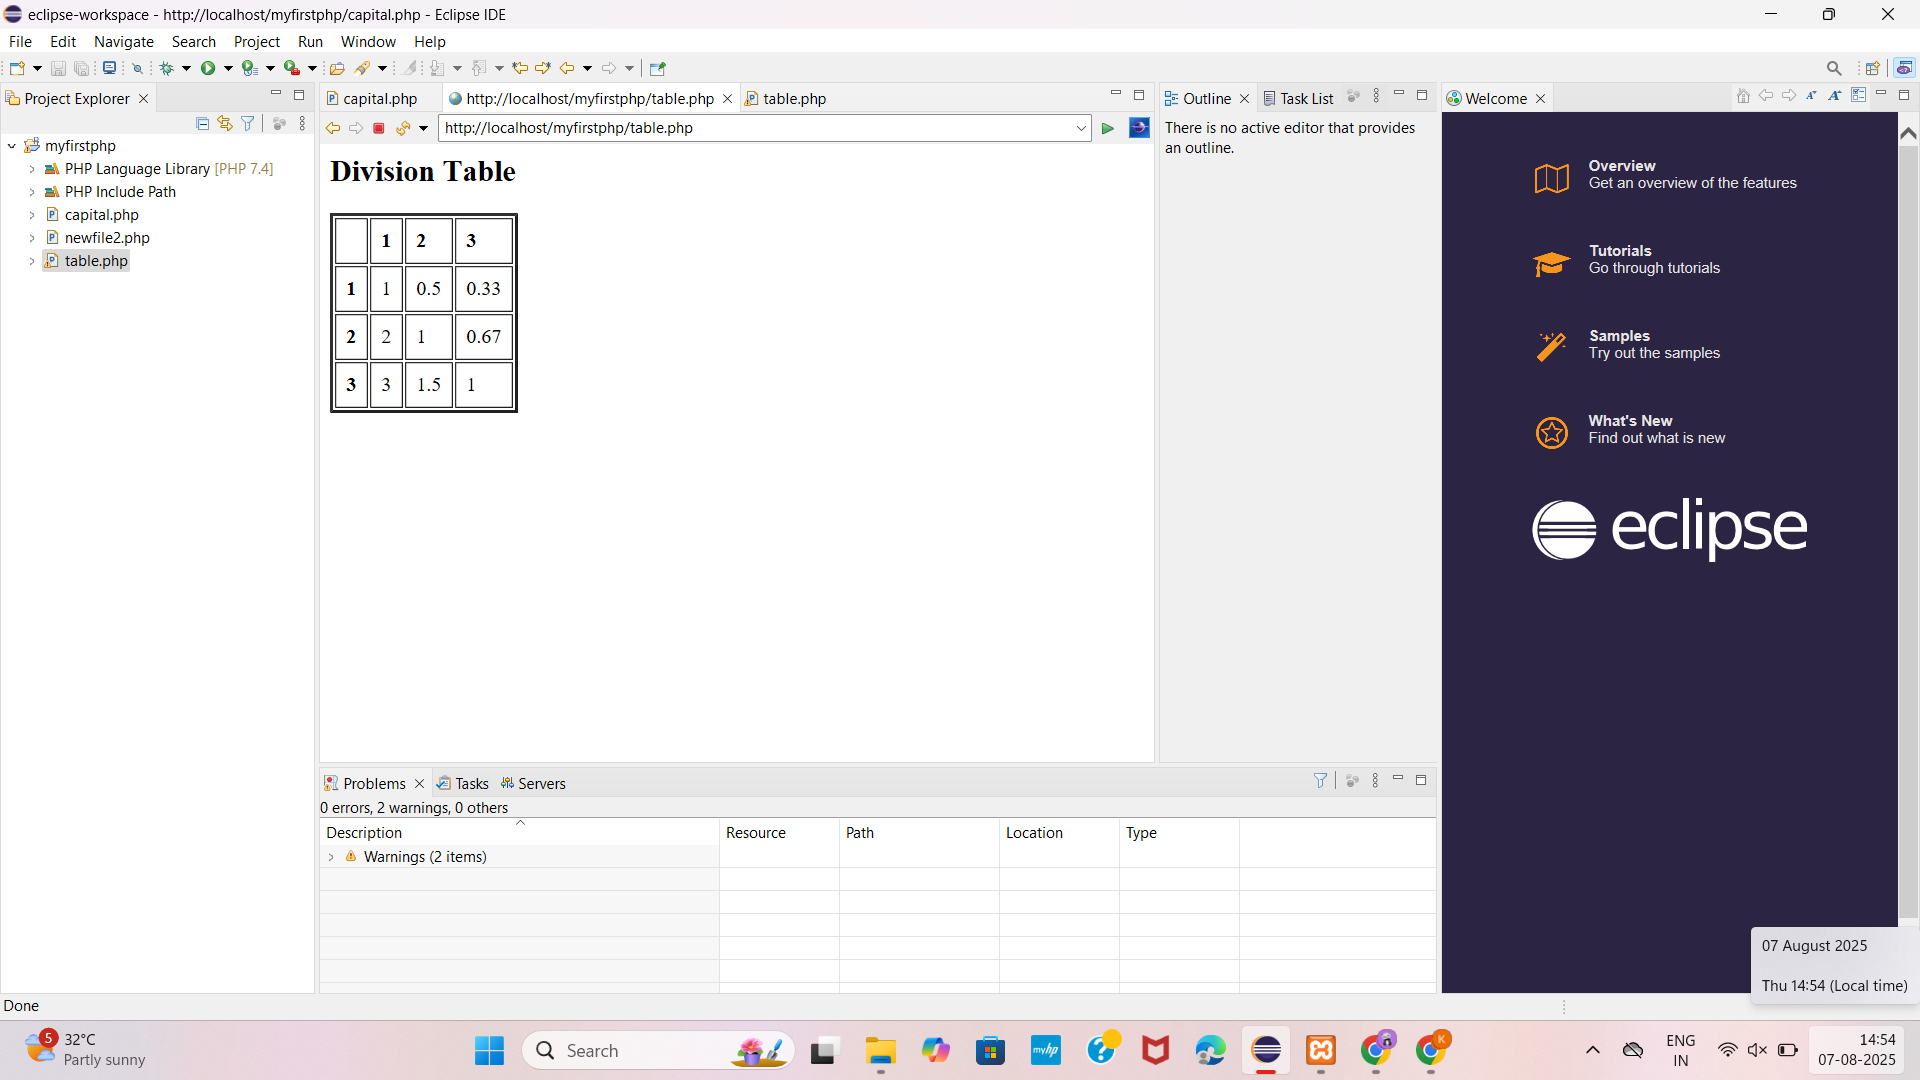 eclipse-workspace - http://localhost/myfirstphp/capital.php - Eclipse IDE
File Edit Navigate Search Project Run Window Help
Project Explorer
myfirstphp
PHP Language Library [PHP 7.4]
PHP Include Path
capital.php
newfile2.php
table.php
capital.php http://localhost/myfirstphp/table.php table.php
http://localhost/myfirstphp/table.php
Division Table
1 2 3
1 1 0.5 0.33
2 2 1 0.67
3 3 1.5 1
Outline Task List
There is no active editor that provides
an outline.
Welcome
Overview
Get an overview of the features
Tutorials
Go through tutorials
Samples
Try out the samples
What's New
Find out what is new
eclipse
Problems Tasks Servers
0 errors, 2 warnings, 0 others
Description Resource Path Location Type
Warnings (2 items)
07 August 2025
Thu 14:54 (Local time)
Done
5
32°C
Partly sunny
Search
myhp
K
ENG
IN
14:54
07-08-2025